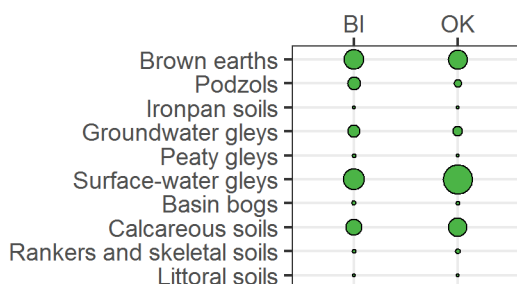 BI OK
Brown earths
Podzols
Ironpan soils
Groundwater gleys
Peaty gleys
Surface-water gleys
Basin bogs
Calcareous soils
Rankers and skeletal soils
Littoral soils